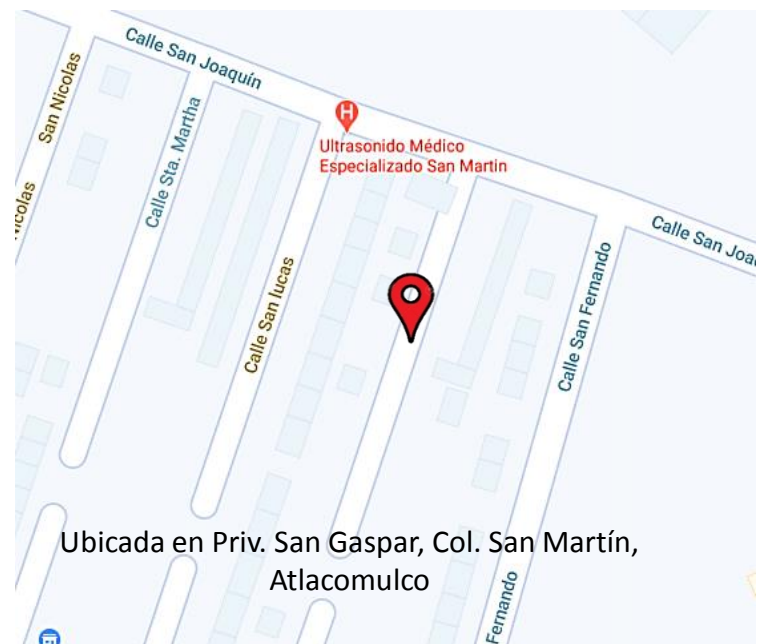 Calle San Joaquín
San Nicolas
Nicolas
Calle Sta. Martha
H
Ultrasonido Médico
Especializado San Martin
Calle San lucas
Calle San Joa
Calle San Fernando
Ubicada en Priv. San Gaspar, Col. San Martín,
Atlacomulco
Fernando